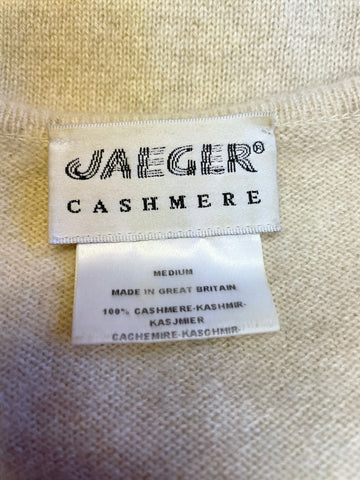 JAEGER®
CASHMERE
MEDIUM
MADE IN GREAT BRITAIN
100% CASHMERE-KASHMIR-
KASJMIER
CACHEMIRE-KASCHMIR-